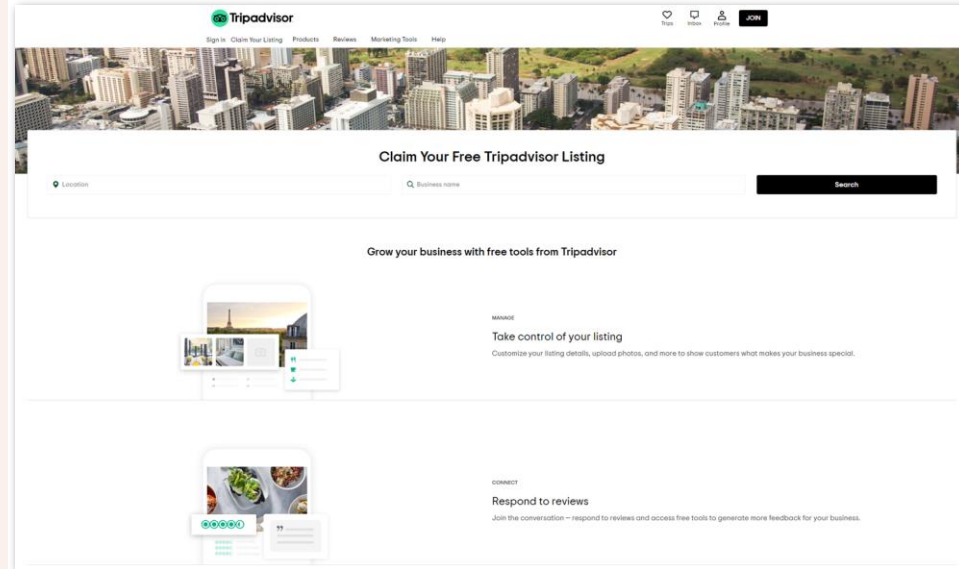 Tripadvisor
Trips Inbox Profile JOIN
Sign in Claim Your Listing Products Reviews Marketing Tools Help
Claim Your Free Tripadvisor Listing
Location Business name Search
Grow your business with free tools from Tripadvisor
MANAGE
Take control of your listing
Customize your listing details, upload photos, and more to show customers what makes your business special.
CONNECT
Respond to reviews
Join the conversation — respond to reviews and access free tools to generate more feedback for your business.